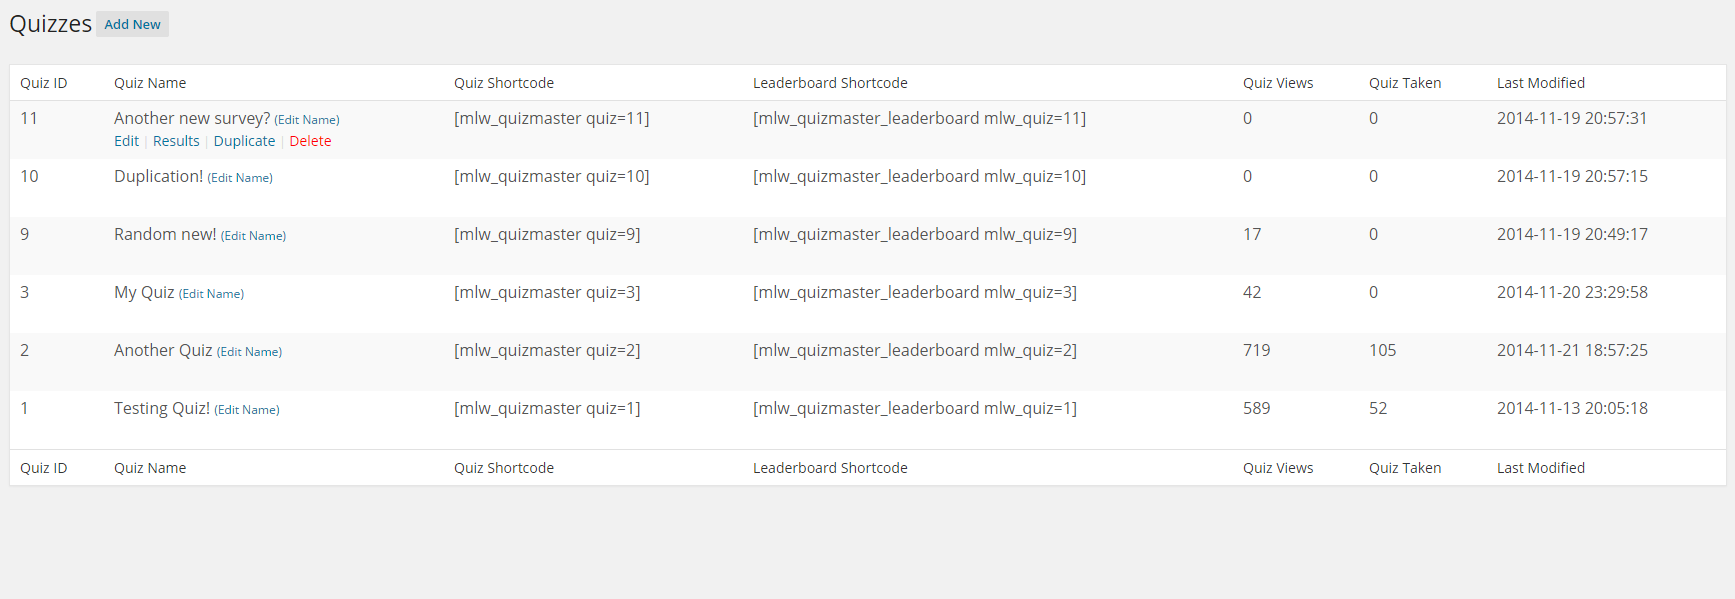 Quizzes Add New
Quiz ID Quiz Name Quiz Shortcode Leaderboard Shortcode Quiz Views Quiz Taken Last Modified
11 Another new survey? (Edit Name) [mlw_quizmaster quiz=11] [mlw_quizmaster_leaderboard mlw_quiz=11] 0 0 2014-11-19 20:57:31
Edit | Results | Duplicate | Delete
10 Duplication! (Edit Name) [mlw_quizmaster quiz=10] [mlw_quizmaster_leaderboard mlw_quiz=10] 0 0 2014-11-19 20:57:15
9 Random new! (Edit Name) [mlw_quizmaster quiz=9] [mlw_quizmaster_leaderboard mlw_quiz=9] 17 0 2014-11-19 20:49:17
3 My Quiz (Edit Name) [mlw_quizmaster quiz=3] [mlw_quizmaster_leaderboard mlw_quiz=3] 42 0 2014-11-20 23:29:58
2 Another Quiz (Edit Name) [mlw_quizmaster quiz=2] [mlw_quizmaster_leaderboard mlw_quiz=2] 719 105 2014-11-21 18:57:25
1 Testing Quiz! (Edit Name) [mlw_quizmaster quiz=1] [mlw_quizmaster_leaderboard mlw_quiz=1] 589 52 2014-11-13 20:05:18
Quiz ID Quiz Name Quiz Shortcode Leaderboard Shortcode Quiz Views Quiz Taken Last Modified